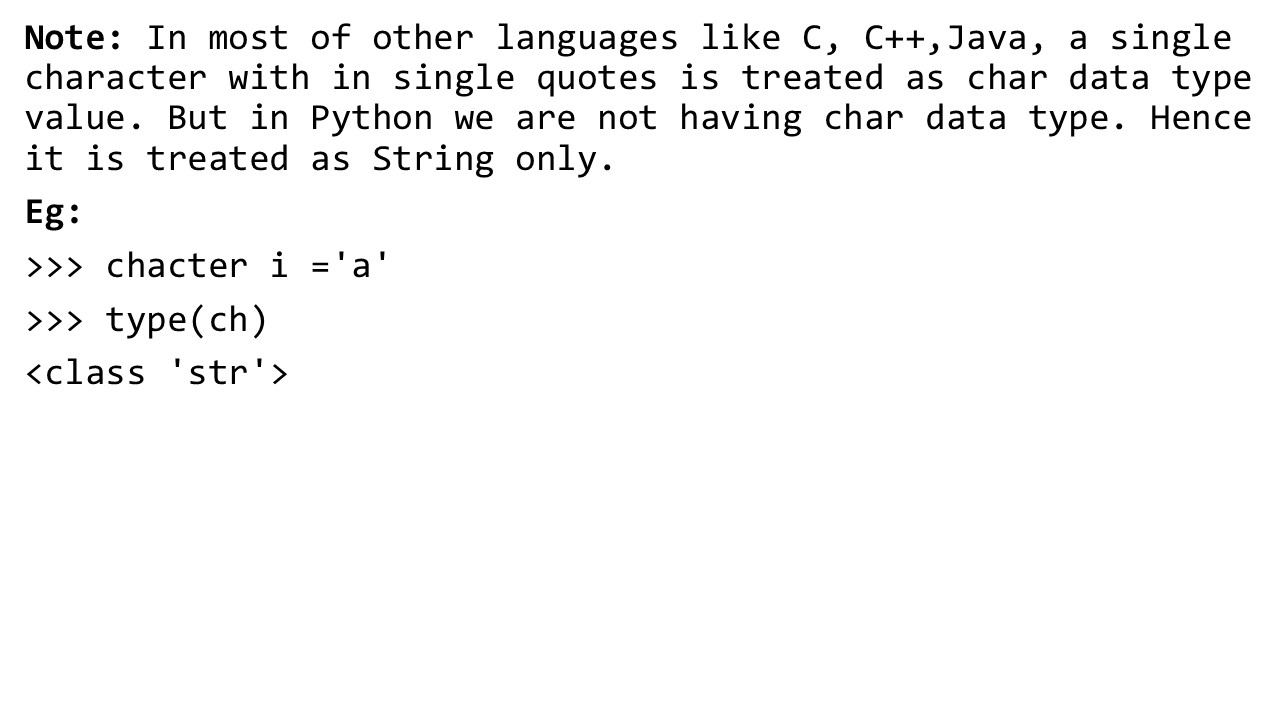 Note: In most of other languages like C, C++,Java, a single
character with in single quotes is treated as char data type
value. But in Python we are not having char data type. Hence
it is treated as String only.
Eg:
>>> chacter i ='a'
>>> type(ch)
<class 'str'>